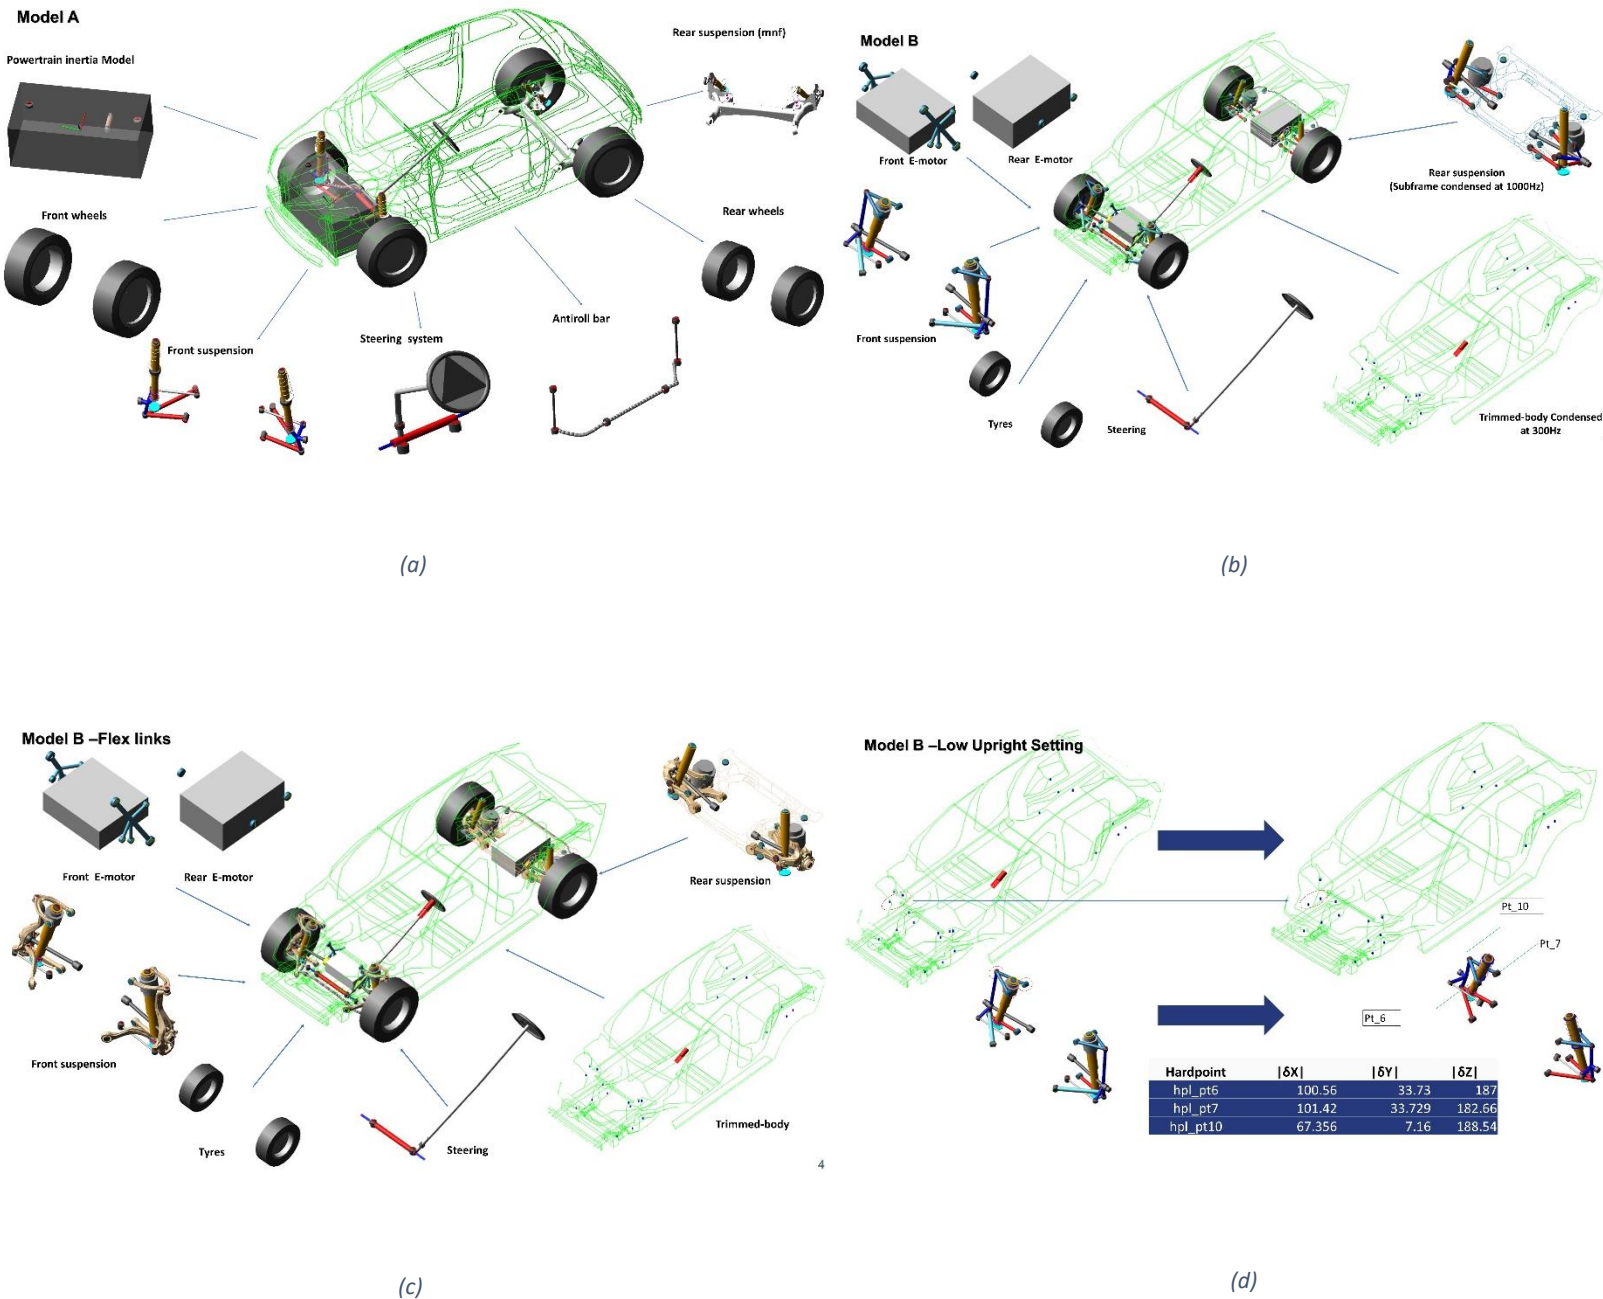 Model A
Rear suspension (mnf)
Powertrain inertia Model
Front wheels
Rear wheels
Antiroll bar
Steering system
Front suspension
(a)
Model B
Front E-motor
Rear E-motor
Rear suspension
(Subframe condensed at 1000Hz)
Front suspension
Tyres
Steering
Trimmed-body Condensed
at 300Hz
(b)
Model B –Flex links
Front E-motor
Rear E-motor
Rear suspension
Front suspension
Trimmed-body
Tyres
Steering
4
(c)
Model B –Low Upright Setting
Pt_10
Pt_7
Pt_6
Hardpoint |δX| |δY| |δZ|
hpl_pt6 100.56 33.73 187
hpl_pt7 101.42 33.729 182.66
hpl_pt10 67.356 7.16 188.54
(d)